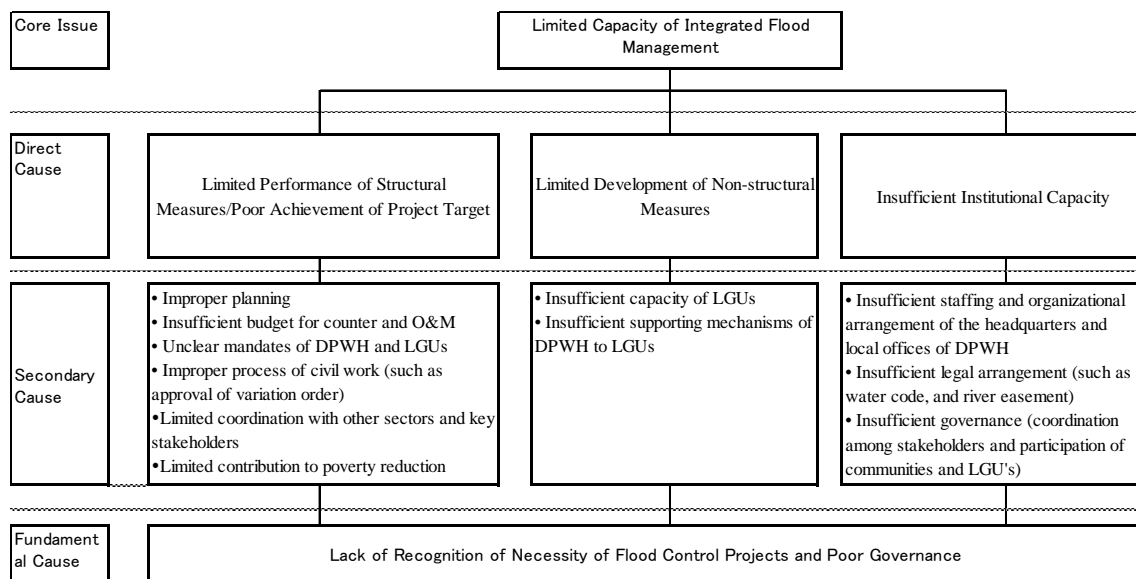 Core Issue
Limited Capacity of Integrated Flood
Management
Direct
Cause
Limited Performance of Structural
Measures/Poor Achievement of Project Target
Limited Development of Non-structural
Measures
Insufficient Institutional Capacity
Secondary
Cause
• Improper planning
• Insufficient budget for counter and O&M
• Unclear mandates of DPWH and LGUs
• Improper process of civil work (such as
approval of variation order)
•Limited coordination with other sectors and key
stakeholders
•Limited contribution to poverty reduction
• Insufficient capacity of LGUs
• Insufficient supporting mechanisms of
DPWH to LGUs
• Insufficient staffing and organizational
arrangement of the headquarters and
local offices of DPWH
• Insufficient legal arrangement (such as
water code, and river easement)
• Insufficient governance (coordination
among stakeholders and participation of
communities and LGU's)
Fundament
al Cause
Lack of Recognition of Necessity of Flood Control Projects and Poor Governance